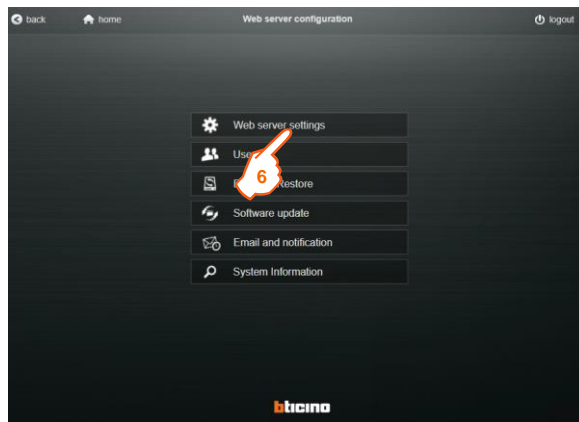 back
home
Web server configuration
logout
Web server settings
6
Restore
Software update
Email and notification
System Information
bticino